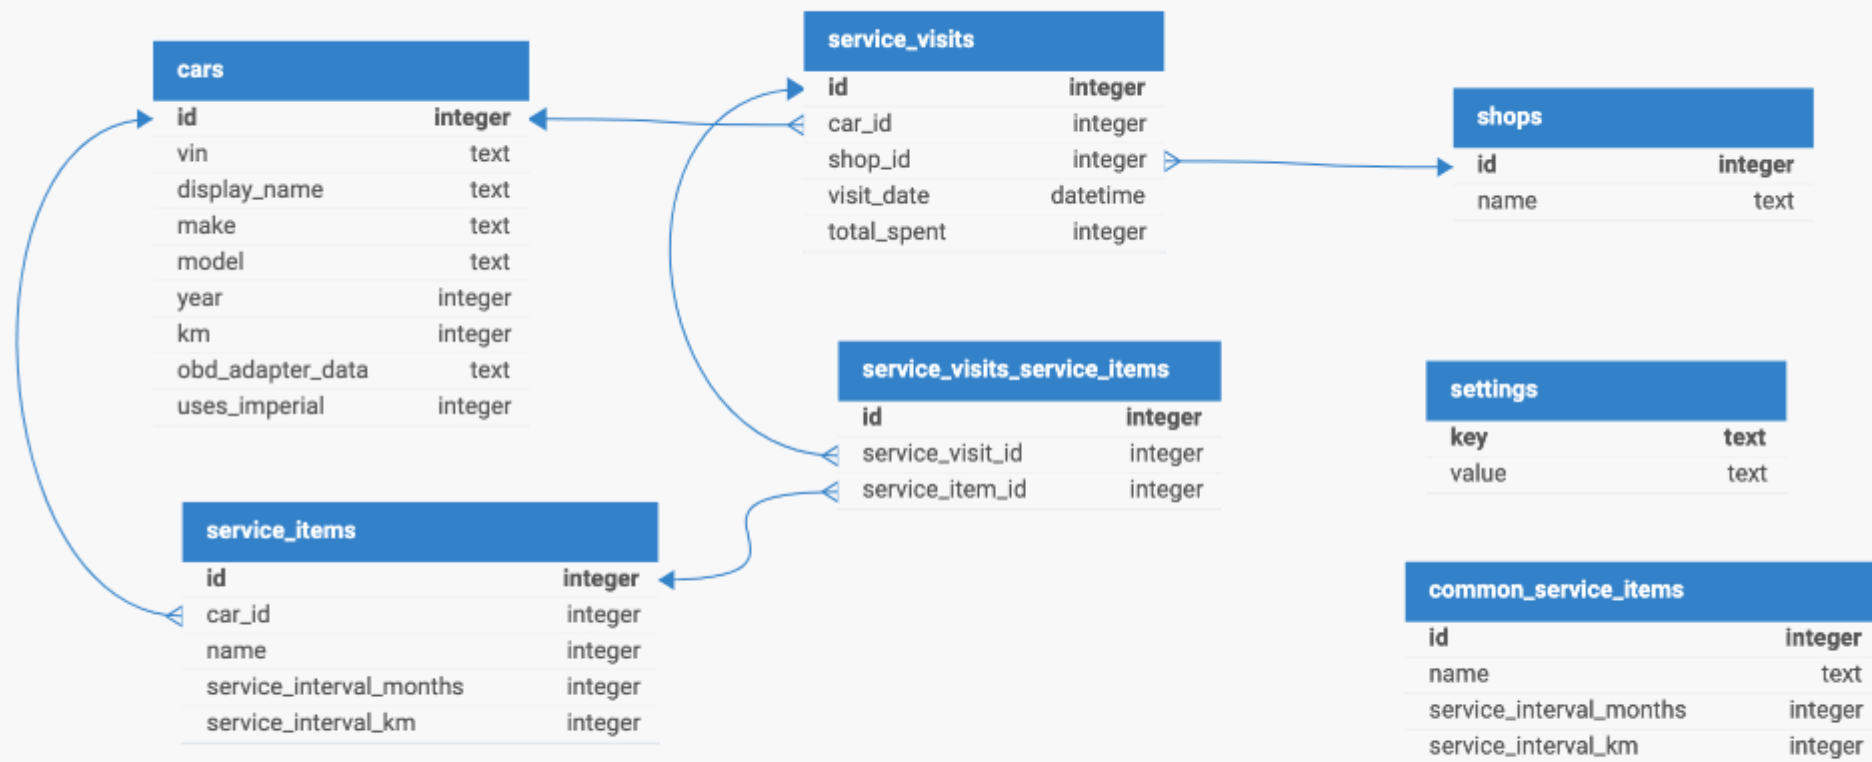 cars
id integer
vin text
display_name text
make text
model text
year integer
km integer
obd_adapter_data text
uses_imperial integer
service_visits
id integer
car_id integer
shop_id integer
visit_date datetime
total_spent integer
shops
id integer
name text
service_visits_service_items
id integer
service_visit_id integer
service_item_id integer
settings
key text
value text
service_items
id integer
car_id integer
name integer
service_interval_months integer
service_interval_km integer
common_service_items
id integer
name text
service_interval_months integer
service_interval_km integer